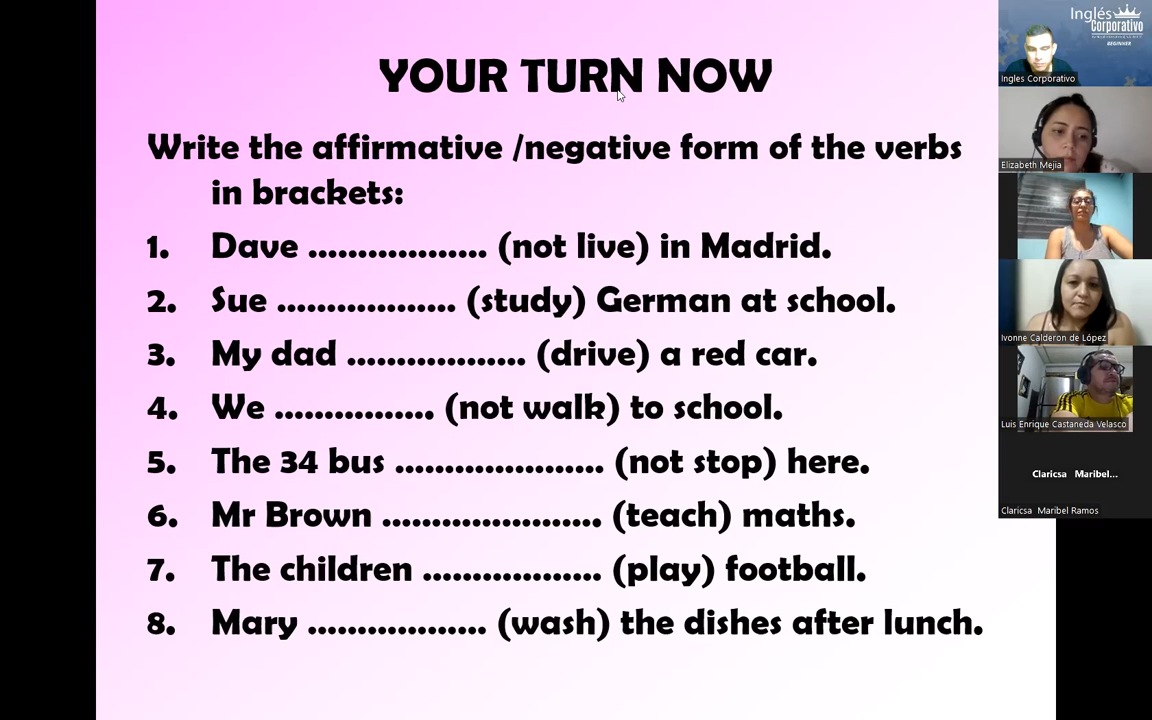 YOUR TURN NOW
Write the affirmative /negative form of the verbs
in brackets:
1. Dave .................. (not live) in Madrid.
2. Sue .................. (study) German at school.
3. My dad .................. (drive) a red car.
4. We ................ (not walk) to school.
5. The 34 bus ..................... (not stop) here.
6. Mr Brown ...................... (teach) maths.
7. The children .................. (play) football.
8. Mary .................. (wash) the dishes after lunch.
Inglés
Corporativo
BEGINNER
Ingles Corporativo
Elizabeth Mejia
Ivonne Calderon de López
Luis Enrique Castaneda Velasco
Claricsa Maribel...
Claricsa Maribel Ramos